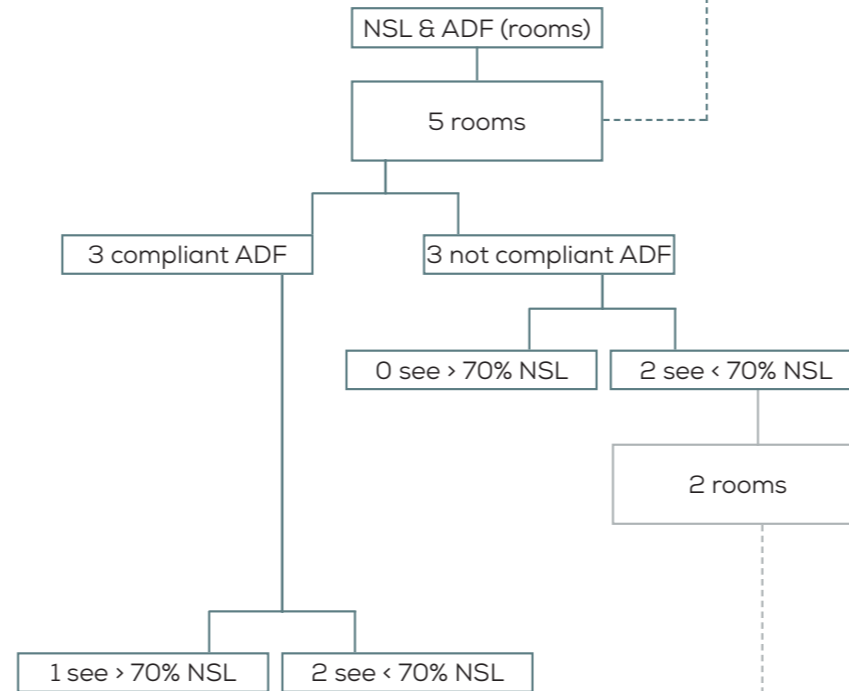 NSL & ADF (rooms)
5 rooms
3 compliant ADF
3 not compliant ADF
0 see > 70% NSL
2 see < 70% NSL
2 rooms
1 see > 70% NSL
2 see < 70% NSL